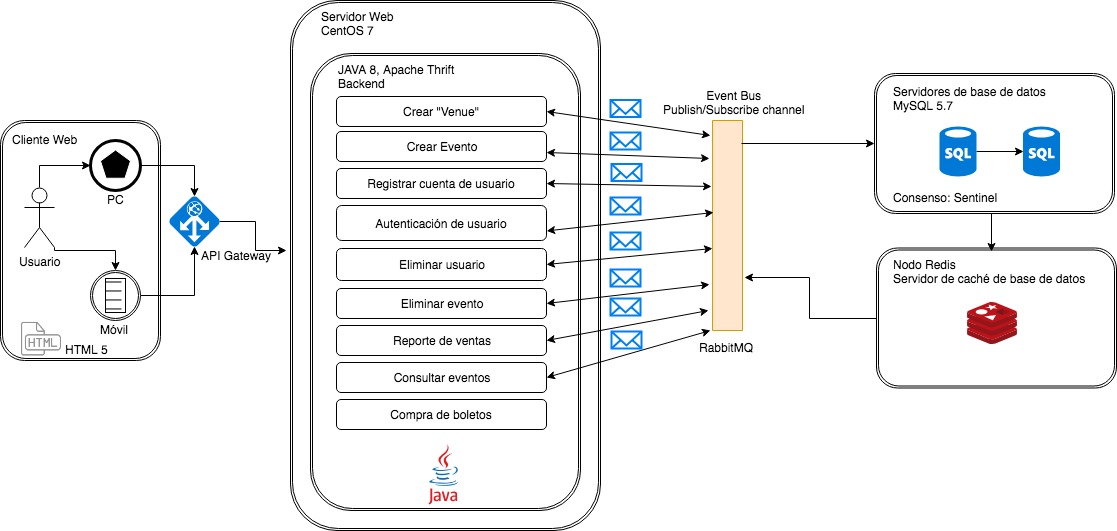 Cliente Web
PC
Usuario
API Gateway
Móvil
HTML
HTML 5
Servidor Web
CentOS 7
JAVA 8, Apache Thrift
Backend
Crear "Venue"
Crear Evento
Registrar cuenta de usuario
Autenticación de usuario
Eliminar usuario
Eliminar evento
Reporte de ventas
Consultar eventos
Compra de boletos
Java
Event Bus
Publish/Subscribe channel
RabbitMQ
Servidores de base de datos
MySQL 5.7
SQL
SQL
Consenso: Sentinel
Nodo Redis
Servidor de caché de base de datos